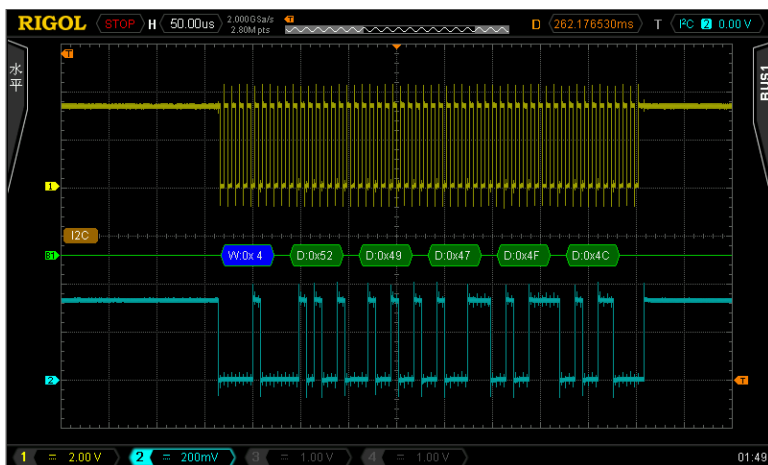 RIGOL STOP H 50.00us 2.000GSa/s 2.80M pts D 262.176530ms T I²C 2 0.00 V
T
水平
BUS1
1
I2C
B1 W:0x 4 D:0x52 D:0x49 D:0x47 D:0x4F D:0x4C
2 T
1 = 2.00 V 2 = 200mV 3 = 1.00 V 4 = 1.00 V 01:49